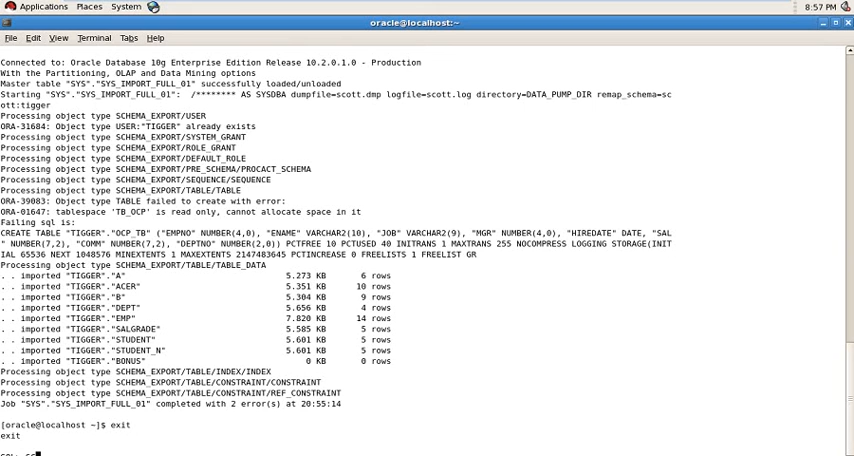 Applications Places System 8:57 PM
oracle@localhost:~
File Edit View Terminal Tabs Help
Connected to: Oracle Database 10g Enterprise Edition Release 10.2.0.1.0 - Production
With the Partitioning, OLAP and Data Mining options
Master table "SYS"."SYS_IMPORT_FULL_01" successfully loaded/unloaded
Starting "SYS"."SYS_IMPORT_FULL_01": /******** AS SYSDBA dumpfile=scott.dmp logfile=scott.log directory=DATA_PUMP_DIR remap_schema=sc
ott:tigger
Processing object type SCHEMA_EXPORT/USER
ORA-31684: Object type USER:"TIGGER" already exists
Processing object type SCHEMA_EXPORT/SYSTEM_GRANT
Processing object type SCHEMA_EXPORT/ROLE_GRANT
Processing object type SCHEMA_EXPORT/DEFAULT_ROLE
Processing object type SCHEMA_EXPORT/PRE_SCHEMA/PROCACT_SCHEMA
Processing object type SCHEMA_EXPORT/SEQUENCE/SEQUENCE
Processing object type SCHEMA_EXPORT/TABLE/TABLE
ORA-39083: Object type TABLE failed to create with error:
ORA-01647: tablespace 'TB_OCP' is read only, cannot allocate space in it
Failing sql is:
CREATE TABLE "TIGGER"."OCP_TB" ("EMPNO" NUMBER(4,0), "ENAME" VARCHAR2(10), "JOB" VARCHAR2(9), "MGR" NUMBER(4,0), "HIREDATE" DATE, "SAL
" NUMBER(7,2), "COMM" NUMBER(7,2), "DEPTNO" NUMBER(2,0)) PCTFREE 10 PCTUSED 40 INITRANS 1 MAXTRANS 255 NOCOMPRESS LOGGING STORAGE(INIT
IAL 65536 NEXT 1048576 MINEXTENTS 1 MAXEXTENTS 2147483645 PCTINCREASE 0 FREELISTS 1 FREELIST GR
Processing object type SCHEMA_EXPORT/TABLE/TABLE_DATA
. . imported "TIGGER"."A" 5.273 KB 6 rows
. . imported "TIGGER"."ACER" 5.351 KB 10 rows
. . imported "TIGGER"."B" 5.304 KB 9 rows
. . imported "TIGGER"."DEPT" 5.656 KB 4 rows
. . imported "TIGGER"."EMP" 7.820 KB 14 rows
. . imported "TIGGER"."SALGRADE" 5.585 KB 5 rows
. . imported "TIGGER"."STUDENT" 5.601 KB 5 rows
. . imported "TIGGER"."STUDENT_N" 5.601 KB 5 rows
. . imported "TIGGER"."BONUS" 0 KB 0 rows
Processing object type SCHEMA_EXPORT/TABLE/INDEX/INDEX
Processing object type SCHEMA_EXPORT/TABLE/CONSTRAINT/CONSTRAINT
Processing object type SCHEMA_EXPORT/TABLE/CONSTRAINT/REF_CONSTRAINT
Job "SYS"."SYS_IMPORT_FULL_01" completed with 2 error(s) at 20:55:14
[oracle@localhost ~]$ exit
exit